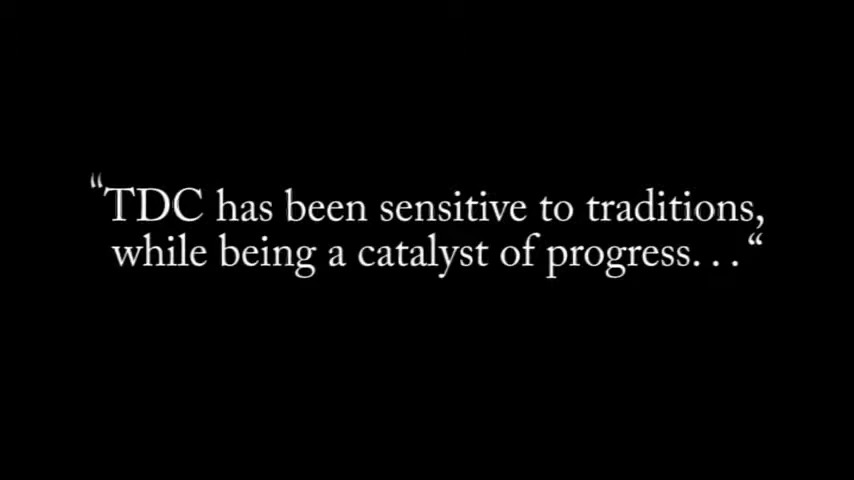 “TDC has been sensitive to traditions,
while being a catalyst of progress. . . “